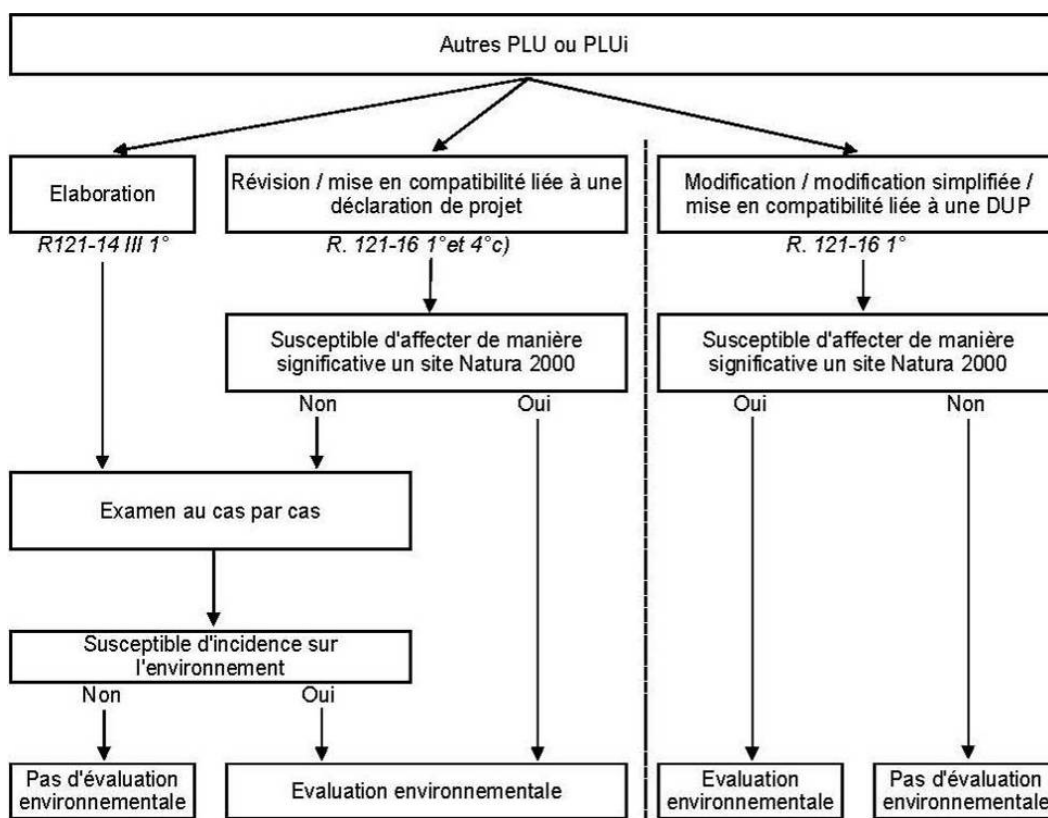 Autres PLU ou PLUi
Elaboration
R121-14 III 1°
Révision / mise en compatibilité liée à une
déclaration de projet
R. 121-16 1°et 4°c)
Modification / modification simplifiée /
mise en compatibilité liée à une DUP
R. 121-16 1°
Susceptible d'affecter de manière
significative un site Natura 2000
Non
Oui
Susceptible d'affecter de manière
significative un site Natura 2000
Oui
Non
Examen au cas par cas
Susceptible d'incidence sur
l'environnement
Non
Oui
Pas d'évaluation
environnementale
Evaluation environnementale
Evaluation
environnementale
Pas d'évaluation
environnementale